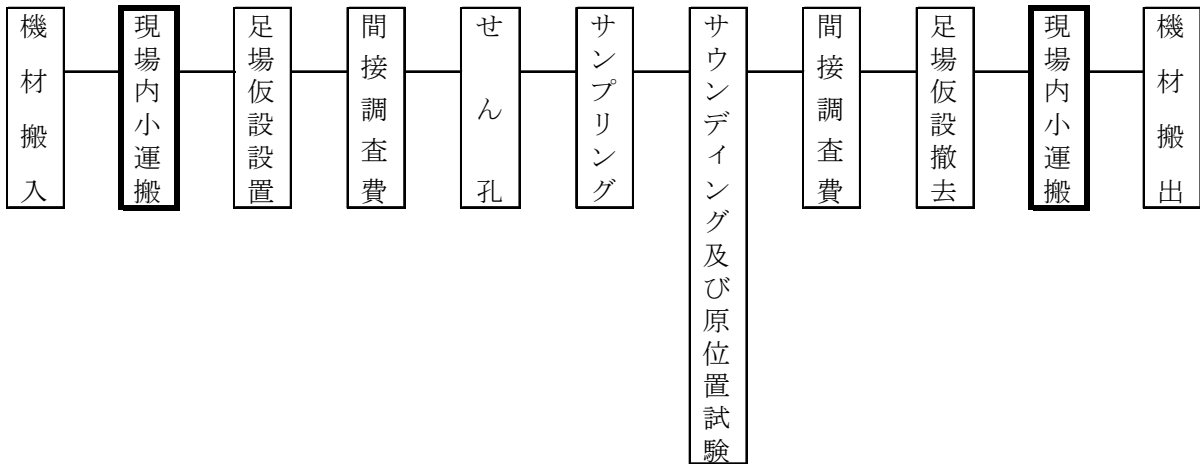 機材搬入
現場内小運搬
足場仮設設置
間接調査費
せん孔
サンプリング
サウンディング及び原位置試験
間接調査費
足場仮設撤去
現場内小運搬
機材搬出